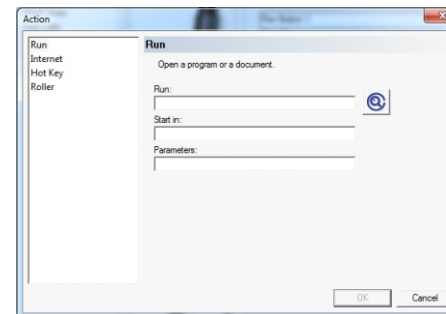 Action
Run
Internet
Hot Key
Roller
Run
Open a program or a document.
Run:
Start in:
Parameters:
OK
Cancel